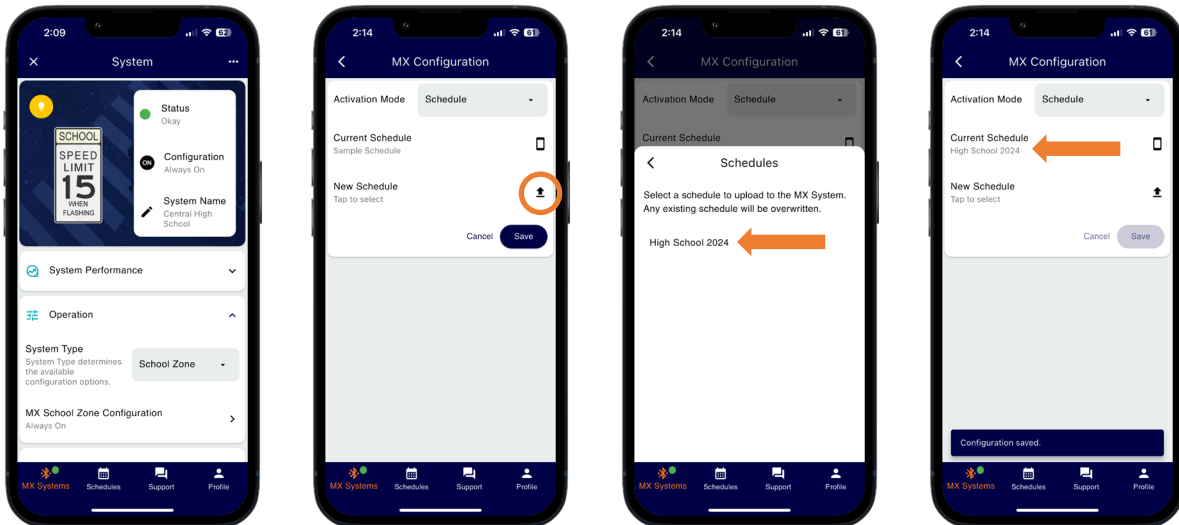 2:09
62
System
Status
Okay
SCHOOL
SPEED
LIMIT
15
WHEN
FLASHING
ON
Configuration
Always On
System Name
Central High
School
System Performance
Operation
System Type
System Type determines
the available
configuration options.
School Zone
MX School Zone Configuration
Always On
MX Systems
Schedules
Support
Profile
2:14
61
MX Configuration
Activation Mode
Schedule
Current Schedule
Sample Schedule
New Schedule
Tap to select
Cancel
Save
MX Systems
Schedules
Support
Profile
2:14
61
MX Configuration
Activation Mode
Schedule
Current Schedule
Schedules
Select a schedule to upload to the MX System.
Any existing schedule will be overwritten.
High School 2024
MX Systems
Schedules
Support
Profile
2:14
61
MX Configuration
Activation Mode
Schedule
Current Schedule
High School 2024
New Schedule
Tap to select
Cancel
Save
Configuration saved.
MX Systems
Schedules
Support
Profile